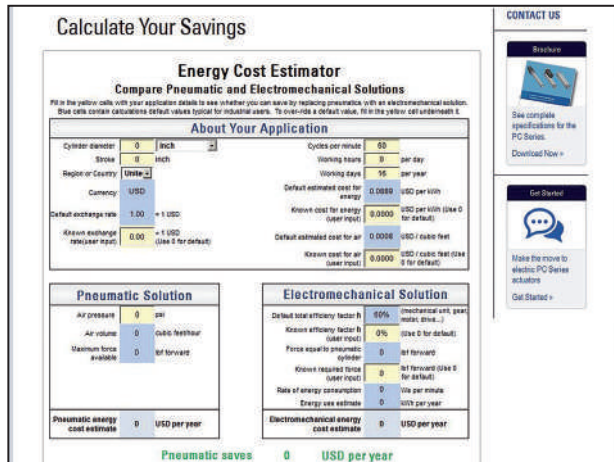 Calculate Your Savings
Energy Cost Estimator
Compare Pneumatic and Electromechanical Solutions
Fill in the yellow cells with your application details to see whether you can save by replacing pneumatics with an electromechanical solution.
Blue cells contain calculations default values typical for industrial users. To over-ride a default value, fill in the yellow cell underneath it.
About Your Application
Cylinder diameter 0 inch
Stroke 0 inch
Region or Country Unite
Currency USD
Default exchange rate 1.00 = 1 USD
Known exchange rate(user input) 0.00 = 1 USD (Use 0 for default)
Cycles per minute 60
Working hours 8 per day
Working days 16 per year
Default estimated cost for energy 0.0869 USD per kWh
Known cost for energy (user input) 0.0000 USD per kWh (Use 0 for default)
Default estimated cost for air 0.0008 USD / cubic feet
Known cost for air (user input) 0.0000 USD / cubic feet (Use 0 for default)
Pneumatic Solution
Air pressure 0 psi
Air volume 0 cubic feet/hour
Maximum force available 0 lbf forward
Pneumatic energy cost estimate 0 USD per year
Electromechanical Solution
Default total efficiency factor h 60% (mechanical unit, gear, motor, drive...)
Known efficiency factor h (user input) 0% (Use 0 for default)
Force equal to pneumatic cylinder 0 lbf forward
Known required force (user input) 0 lbf forward (Use 0 for default)
Rate of energy consumption 0 Ws per minute
Energy use estimate 0 kWh per year
Electromechanical energy cost estimate 0 USD per year
Pneumatic saves 0 USD per year
CONTACT US
Brochure
See complete
specifications for the
PC Series.
Download Now »
Get Started
Make the move to
electric PC Series
actuators
Get Started »